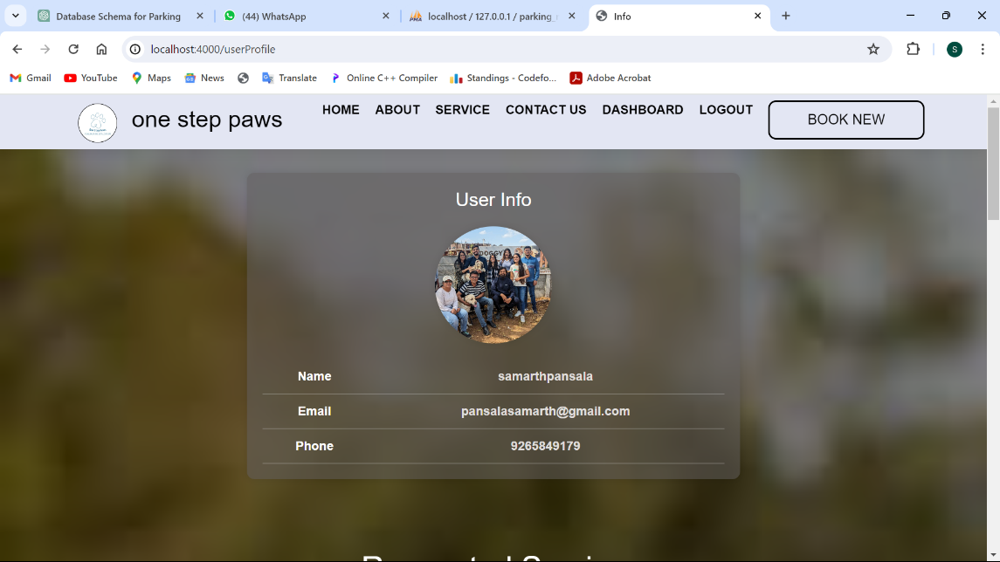 Database Schema for Parking
(44) WhatsApp
localhost / 127.0.0.1 / parking_
Info
localhost:4000/userProfile
S
Gmail
YouTube
Maps
News
Translate
Online C++ Compiler
Standings - Codefo...
Adobe Acrobat
one step paws
HOME ABOUT SERVICE CONTACT US DASHBOARD LOGOUT BOOK NEW
User Info
DOGGY
Name samarthpansala
Email pansalasamarth@gmail.com
Phone 9265849179